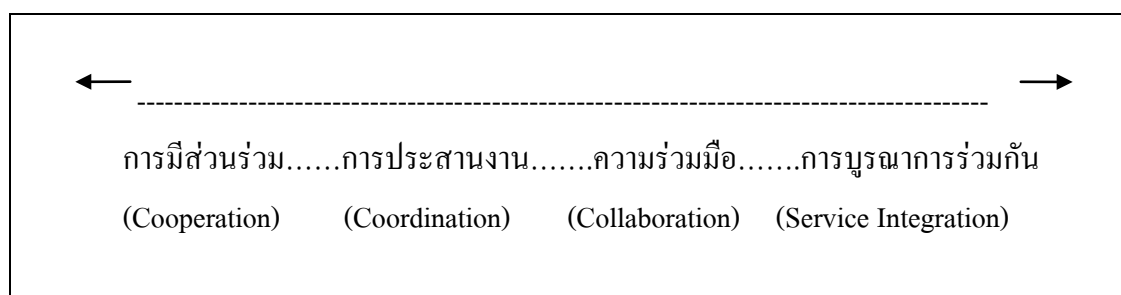 การมีส่วนร่วม......การประสานงาน.......ความร่วมมือ.......การบูรณาการร่วมกัน
(Cooperation) (Coordination) (Collaboration) (Service Integration)